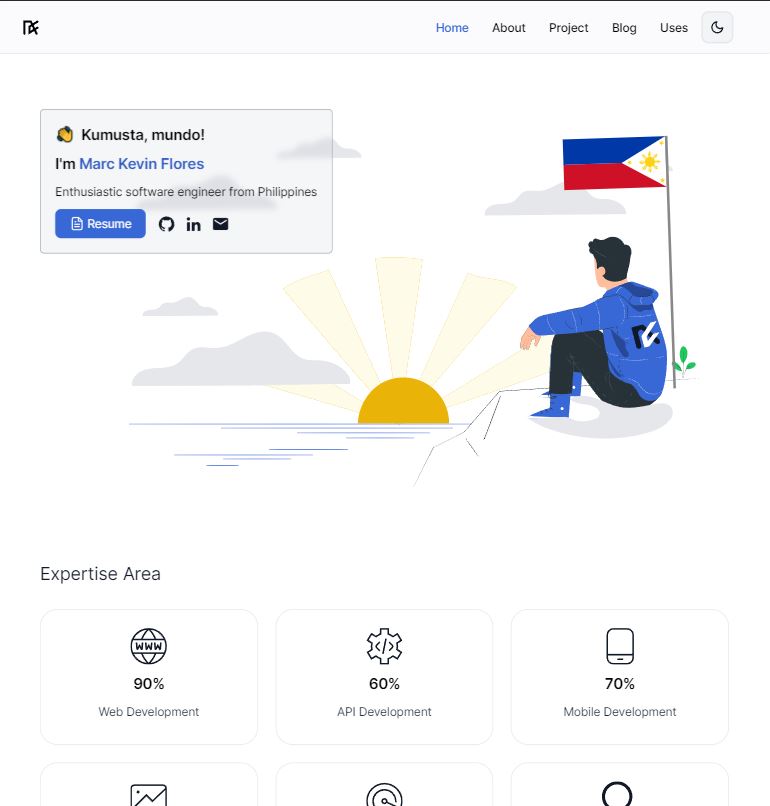 Home About Project Blog Uses
Kumusta, mundo!
I'm Marc Kevin Flores
Enthusiastic software engineer from Philippines
Resume
Expertise Area
WWW
90%
Web Development
60%
API Development
70%
Mobile Development